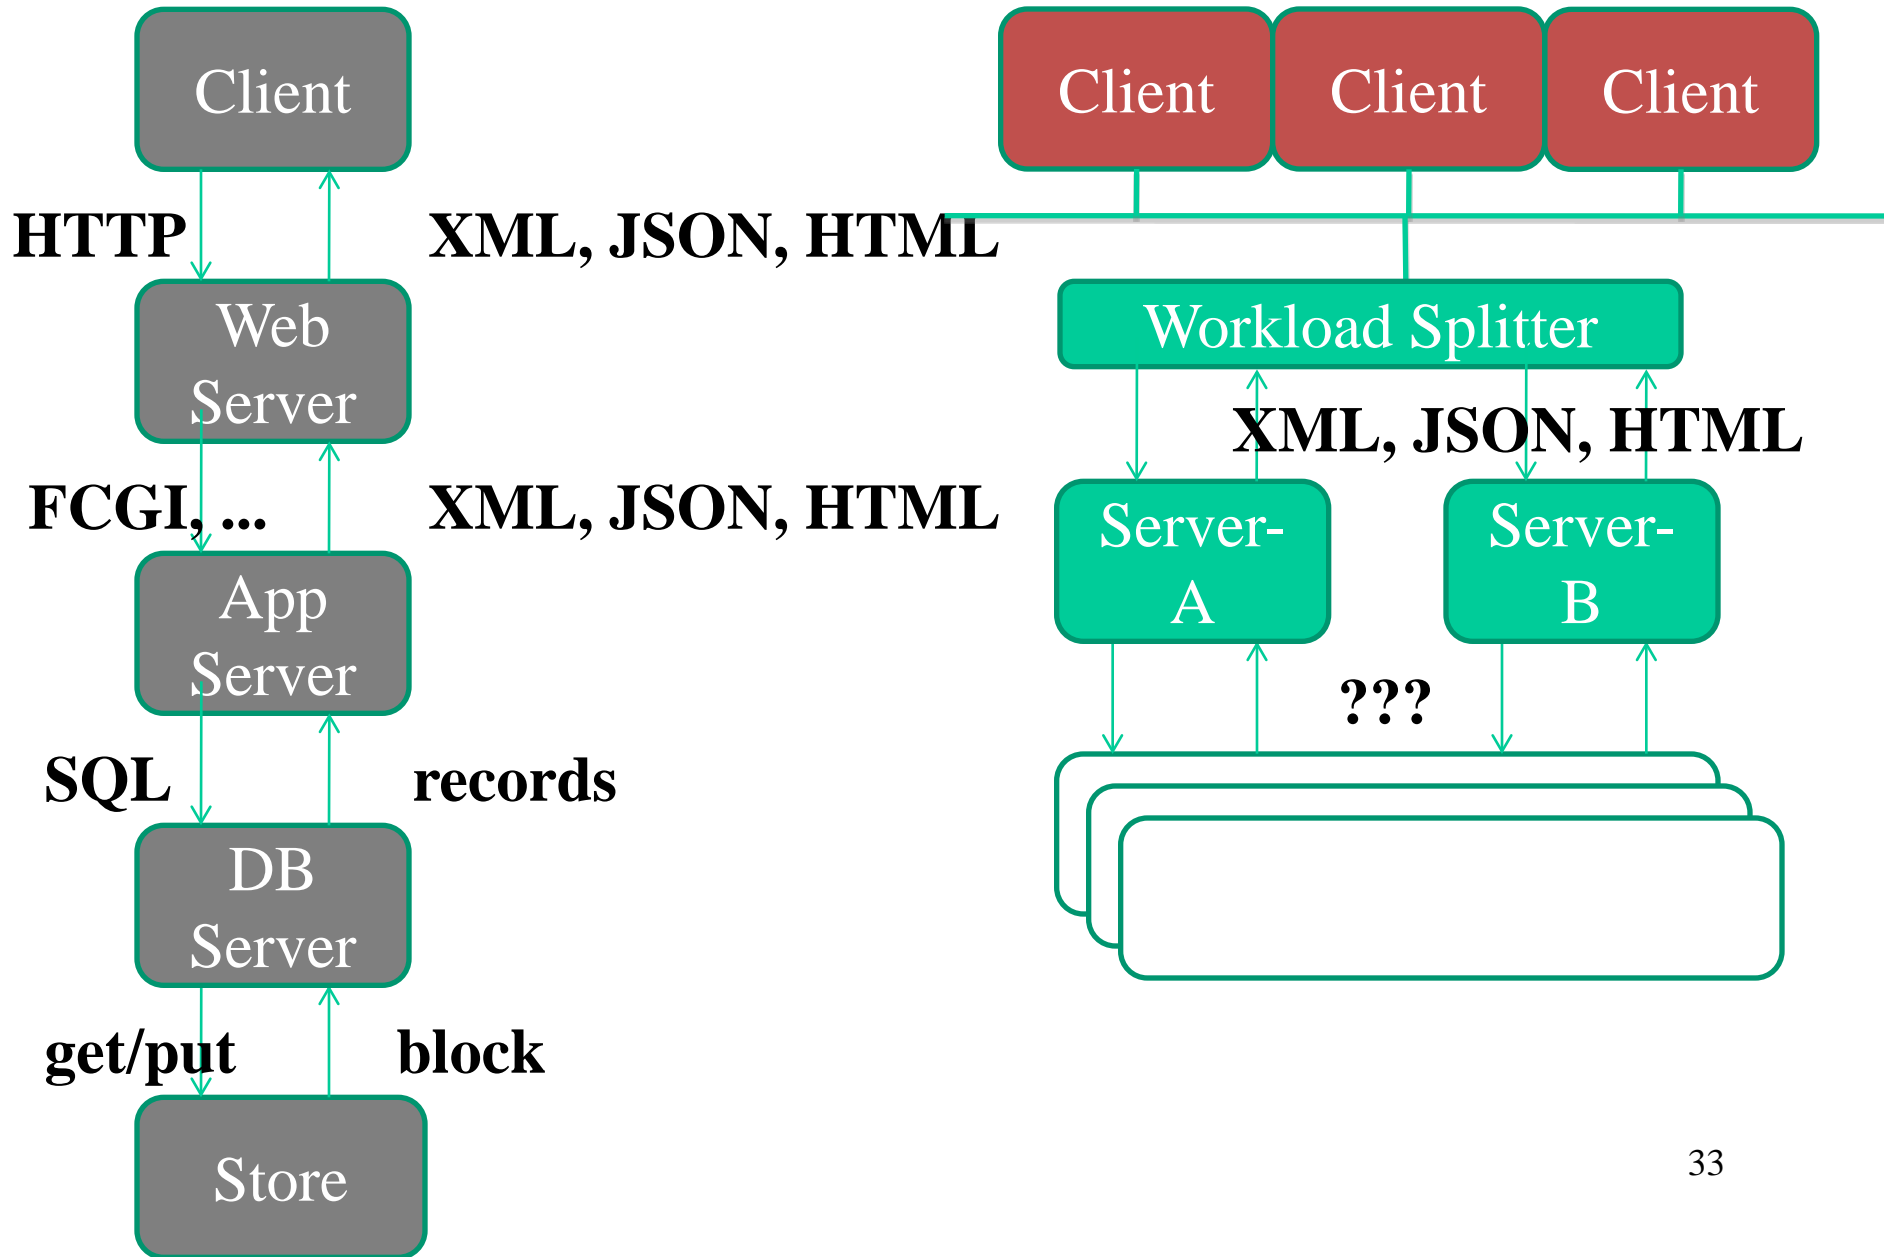 Client
HTTP
XML, JSON, HTML
Web
Server
FCGI, ...
XML, JSON, HTML
App
Server
SQL
records
DB
Server
get/put
block
Store
Client
Client
Client
Workload Splitter
XML, JSON, HTML
Server-
A
Server-
B
???
33